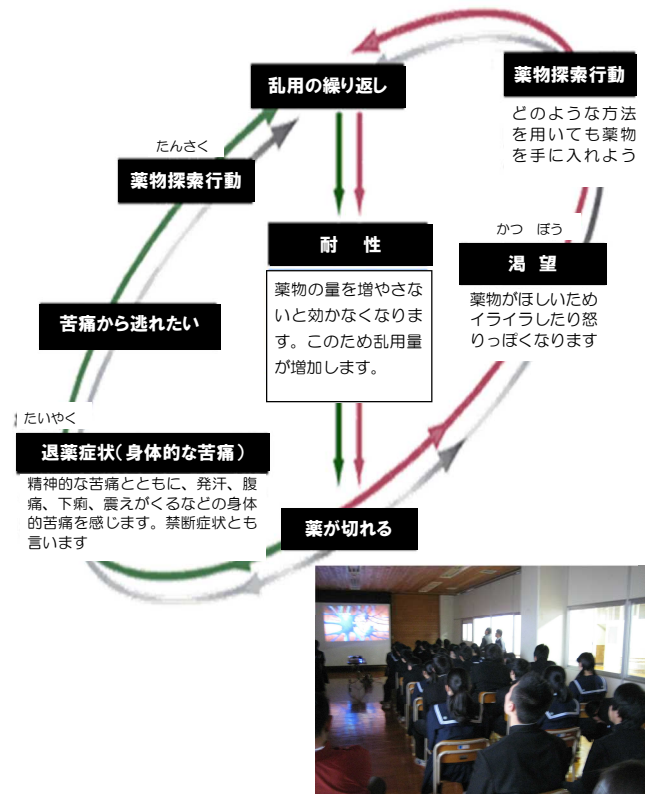 乱用の繰り返し
薬物探索行動
どのような方法
を用いても薬物
を手に入れよう
たんさく
薬物探索行動
耐 性
薬物の量を増やさな
いと効かなくなりま
す。このため乱用量
が増加します。
かつ ぼう
渇 望
薬物がほしいため
イライラしたり怒
りっぽくなります
苦痛から逃れたい
たいやく
退薬症状(身体的な苦痛)
精神的な苦痛とともに、発汗、腹
痛、下痢、震えがくるなどの身体
的苦痛を感じます。禁断症状とも
言います
薬が切れる